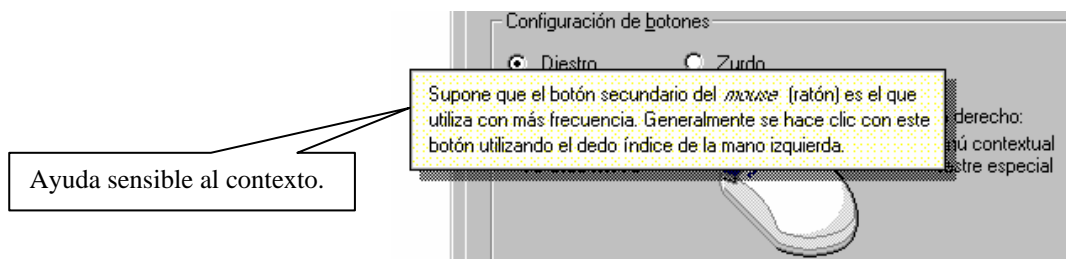 Configuración de botones
Diestro Zurdo
Supone que el botón secundario del mouse (ratón) es el que
utiliza con más frecuencia. Generalmente se hace clic con este
botón utilizando el dedo índice de la mano izquierda.
derecho:
contextual
especial
Ayuda sensible al contexto.